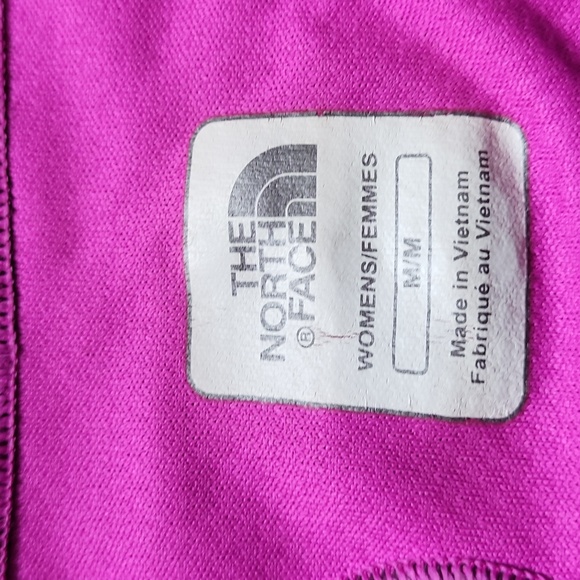 THE
NORTH
FACE®
WOMENS/FEMMES
M/M
Made in Vietnam
Fabriqué au Vietnam